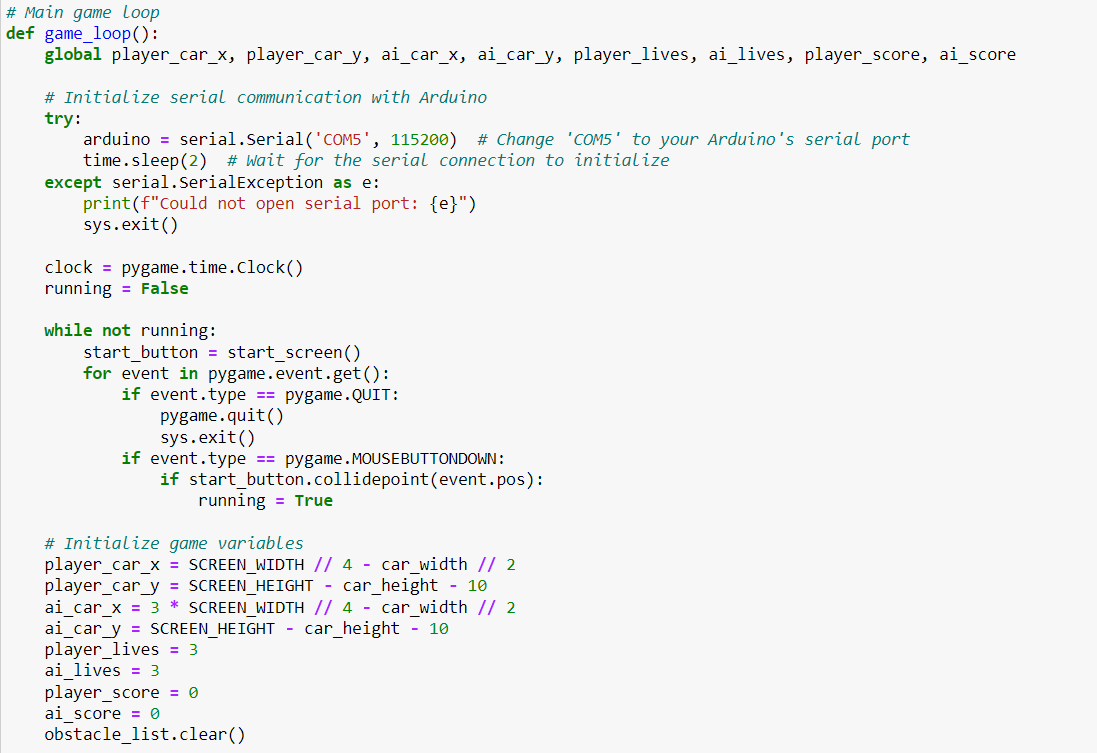 # Main game loop
def game_loop():
    global player_car_x, player_car_y, ai_car_x, ai_car_y, player_lives, ai_lives, player_score, ai_score

    # Initialize serial communication with Arduino
    try:
        arduino = serial.Serial('COM5', 115200)  # Change 'COM5' to your Arduino's serial port
        time.sleep(2)  # Wait for the serial connection to initialize
    except serial.SerialException as e:
        print(f"Could not open serial port: {e}")
        sys.exit()

    clock = pygame.time.Clock()
    running = False

    while not running:
        start_button = start_screen()
        for event in pygame.event.get():
            if event.type == pygame.QUIT:
                pygame.quit()
                sys.exit()
            if event.type == pygame.MOUSEBUTTONDOWN:
                if start_button.collidepoint(event.pos):
                    running = True

    # Initialize game variables
    player_car_x = SCREEN_WIDTH // 4 - car_width // 2
    player_car_y = SCREEN_HEIGHT - car_height - 10
    ai_car_x = 3 * SCREEN_WIDTH // 4 - car_width // 2
    ai_car_y = SCREEN_HEIGHT - car_height - 10
    player_lives = 3
    ai_lives = 3
    player_score = 0
    ai_score = 0
    obstacle_list.clear()